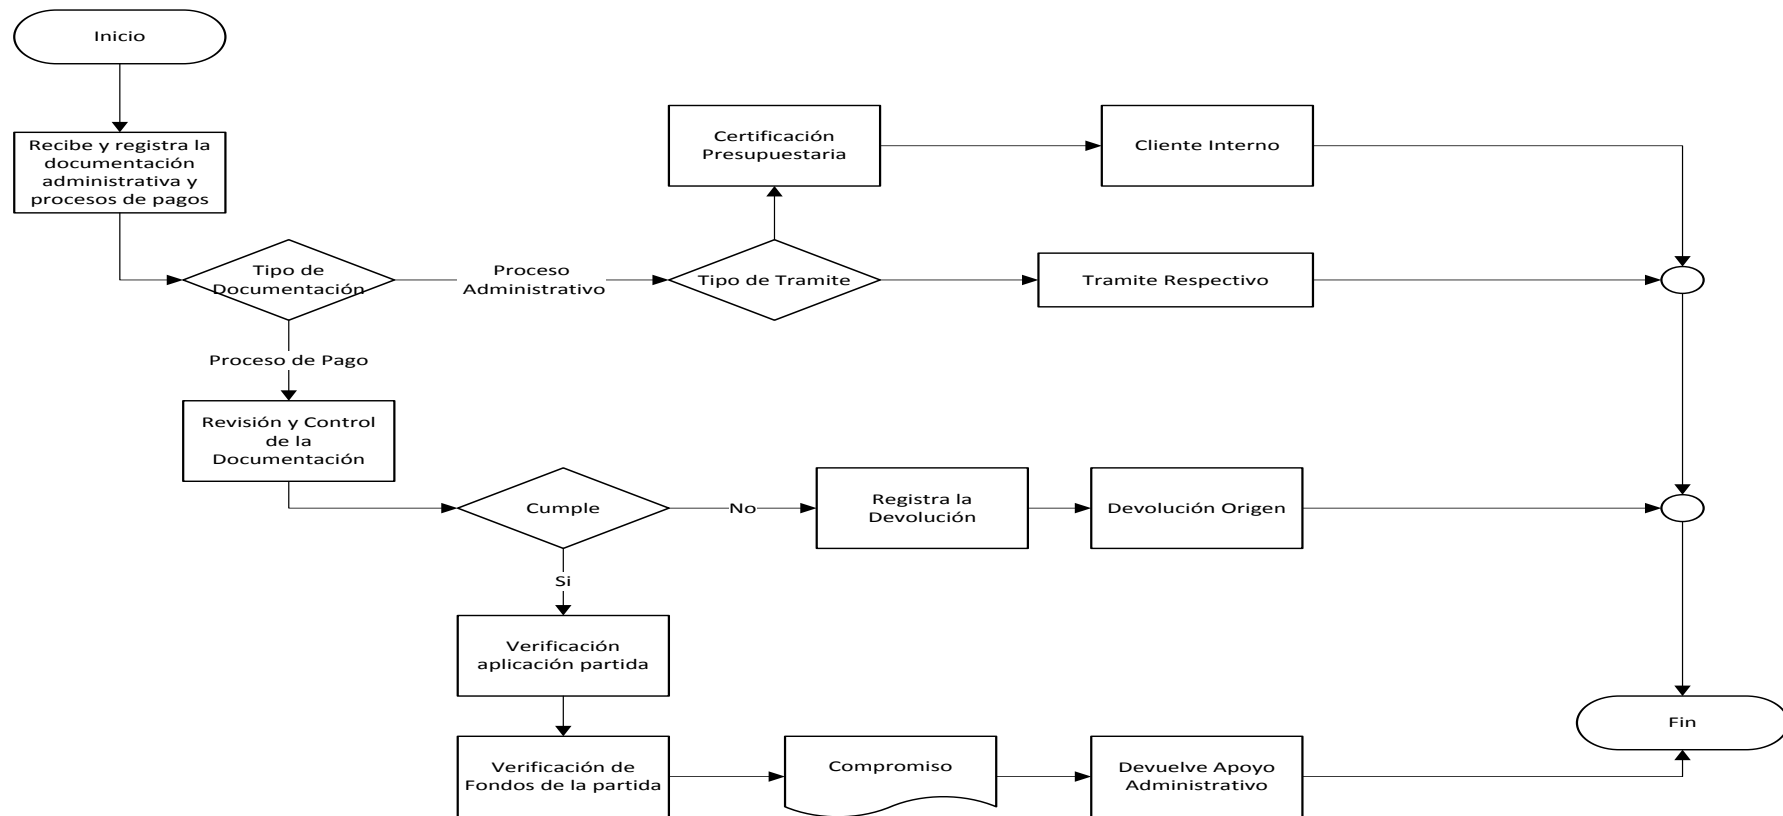 Inicio
Recibe y registra la
documentación
administrativa y
procesos de pagos
Certificación
Presupuestaria
Cliente Interno
Tipo de
Documentación
Proceso
Administrativo
Tipo de Tramite
Tramite Respectivo
Proceso de Pago
Revisión y Control
de la
Documentación
Cumple
No
Registra la
Devolución
Devolución Origen
Si
Verificación
aplicación partida
Fin
Verificación de
Fondos de la partida
Compromiso
Devuelve Apoyo
Administrativo